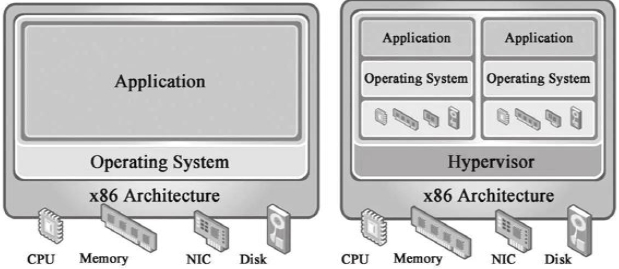 Application
Operating System
x86 Architecture
CPU Memory NIC Disk
Application Application
Operating System Operating System
Hypervisor
x86 Architecture
CPU Memory NIC Disk